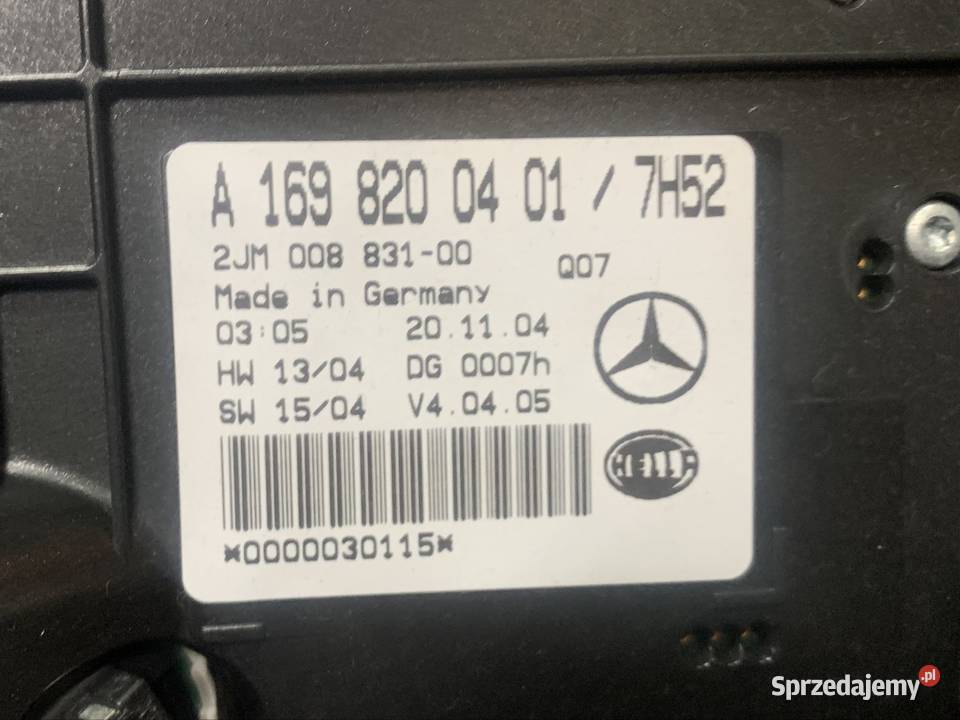 A 169 820 04 01 / 7H52
2JM 008 831-00 Q07
Made in Germany
03:05 20.11.04
HW 13/04 DG 0007h
SW 15/04 V4.04.05
HELLA
*0000030115*
Sprzedajemy.pl